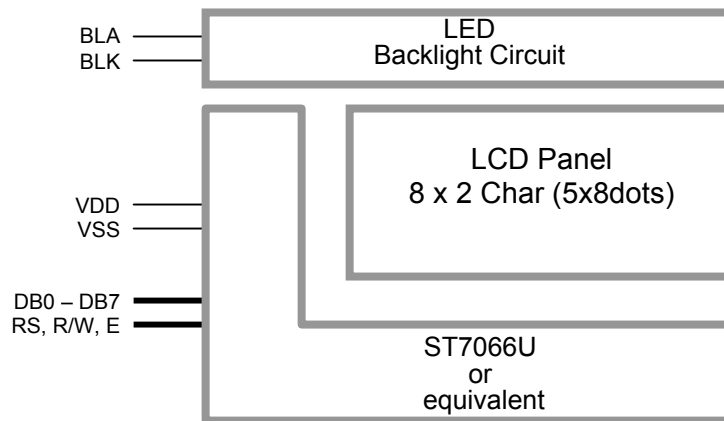 BLA
BLK
LED
Backlight Circuit
LCD Panel
8 x 2 Char (5x8dots)
VDD
VSS
DB0 – DB7
RS, R/W, E
ST7066U
or
equivalent